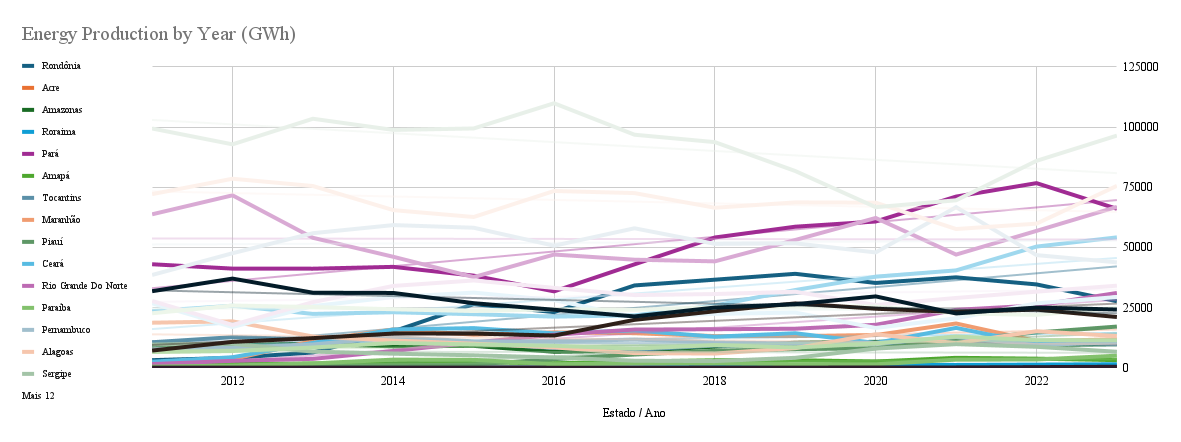 Energy Production by Year (GWh)
Rondônia
Acre
Amazonas
Roraima
Pará
Amapá
Tocantins
Maranhão
Piauí
Ceará
Rio Grande Do Norte
Paraíba
Pernambuco
Alagoas
Sergipe
Mais 12
125000
100000
75000
50000
25000
0
2012 2014 2016 2018 2020 2022
Estado / Ano